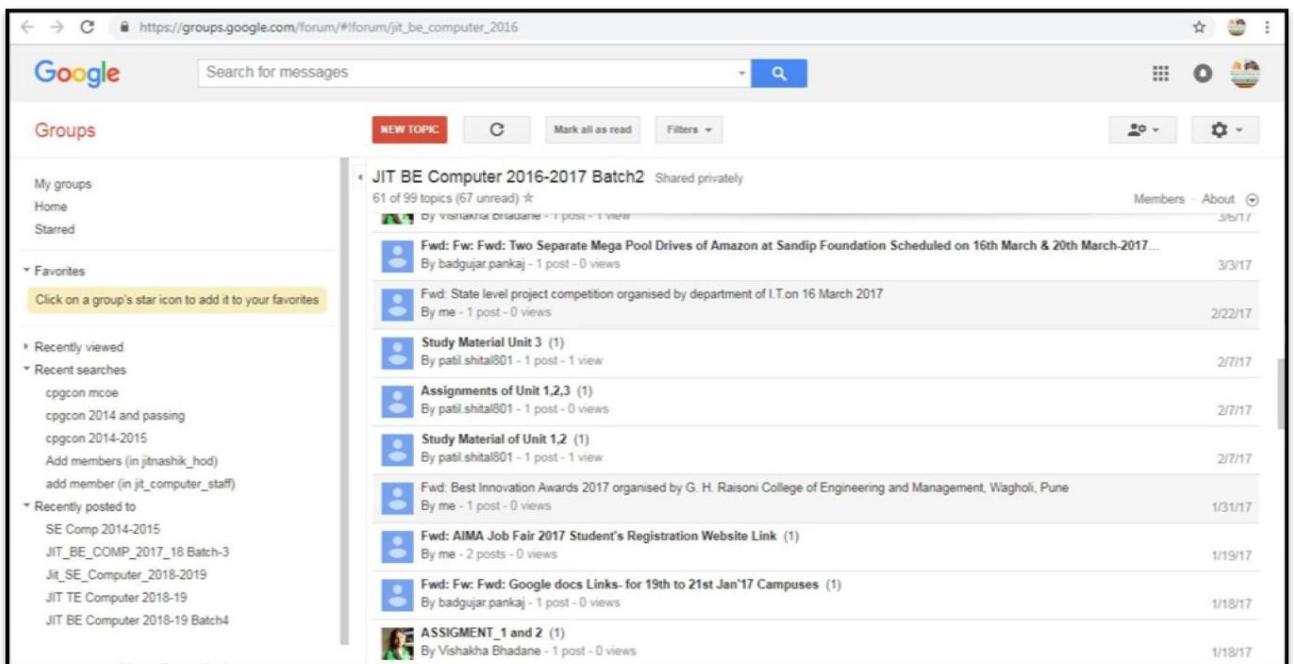 https://groups.google.com/forum/#!forum/jit_be_computer_2016
Google
Search for messages
Groups
NEW TOPIC
Mark all as read
Filters
My groups
Home
Starred
Favorites
Click on a group's star icon to add it to your favorites
Recently viewed
Recent searches
cpgcon mcoe
cpgcon 2014 and passing
cpgcon 2014-2015
Add members (in jitnashik_hod)
add member (in jit_computer_staff)
Recently posted to
SE Comp 2014-2015
JIT_BE_COMP_2017_18 Batch-3
Jit_SE_Computer_2018-2019
JIT TE Computer 2018-19
JIT BE Computer 2018-19 Batch4
JIT BE Computer 2016-2017 Batch2 Shared privately
61 of 99 topics (67 unread)
Members · About
By Vishakha Bhadane - 1 post - 1 view
3/6/17
Fwd: Fw: Fwd: Two Separate Mega Pool Drives of Amazon at Sandip Foundation Scheduled on 16th March & 20th March-2017...
By badgujar.pankaj - 1 post - 0 views
3/3/17
Fwd: State level project competition organised by department of I.T.on 16 March 2017
By me - 1 post - 0 views
2/22/17
Study Material Unit 3 (1)
By patil.shital801 - 1 post - 1 view
2/7/17
Assignments of Unit 1,2,3 (1)
By patil.shital801 - 1 post - 0 views
2/7/17
Study Material of Unit 1,2 (1)
By patil.shital801 - 1 post - 1 view
2/7/17
Fwd: Best Innovation Awards 2017 organised by G. H. Raisoni College of Engineering and Management, Wagholi, Pune
By me - 1 post - 0 views
1/31/17
Fwd: AIMA Job Fair 2017 Student's Registration Website Link (1)
By me - 2 posts - 0 views
1/19/17
Fwd: Fw: Fwd: Google docs Links- for 19th to 21st Jan'17 Campuses (1)
By badgujar.pankaj - 1 post - 0 views
1/18/17
ASSIGMENT_1 and 2 (1)
By Vishakha Bhadane - 1 post - 0 views
1/18/17